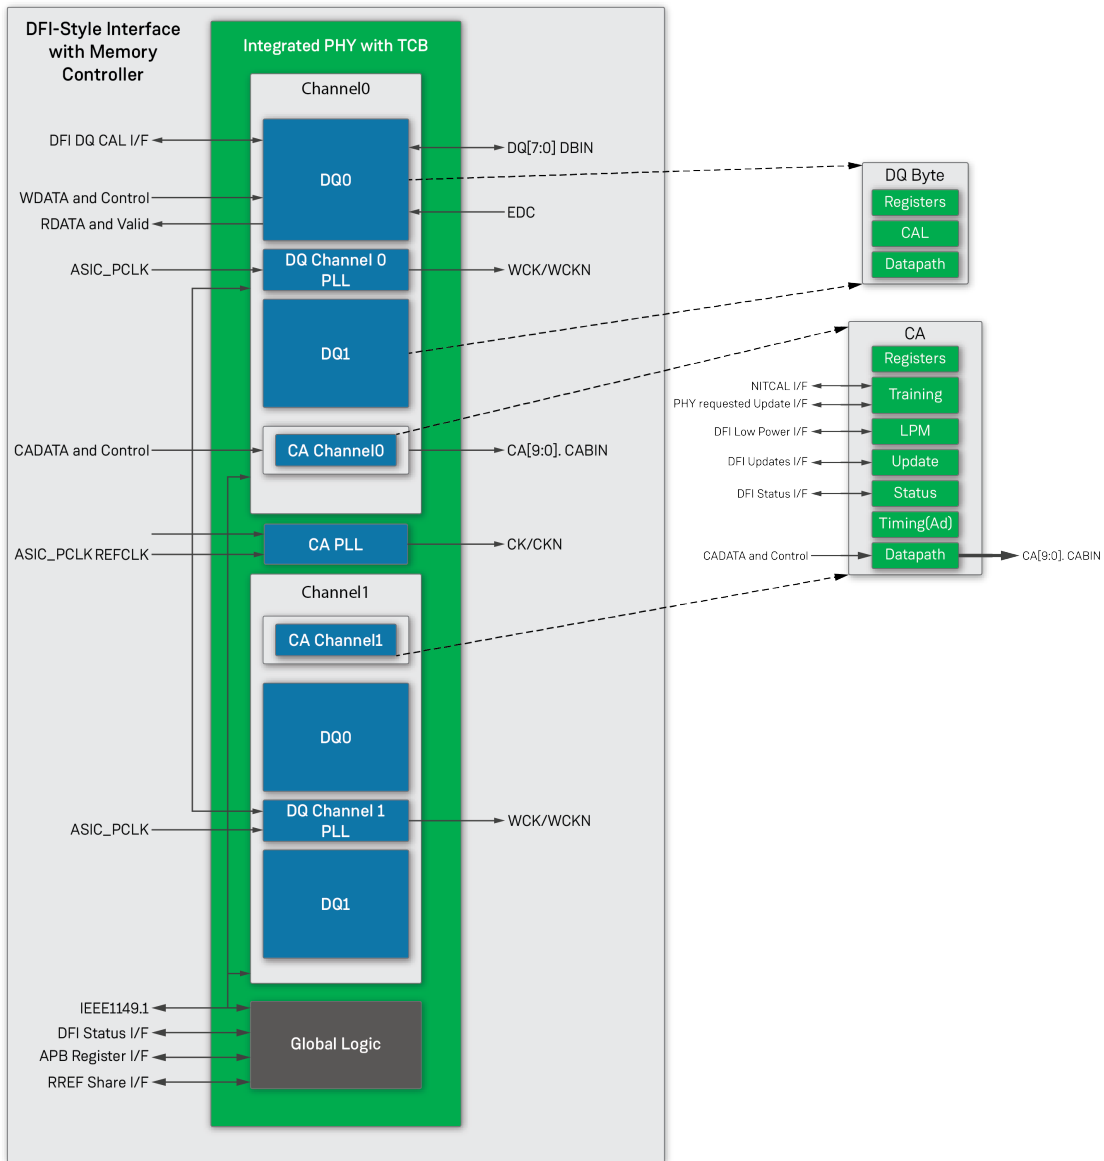 DFI-Style Interface
with Memory
Controller
Integrated PHY with TCB
Channel0
DFI DQ CAL I/F
DQ0
DQ[7:0] DBIN
WDATA and Control
RDATA and Valid
EDC
ASIC_PCLK
DQ Channel 0
PLL
WCK/WCKN
DQ1
CADATA and Control
CA Channel0
CA[9:0]. CABIN
ASIC_PCLK REFCLK
CA PLL
CK/CKN
Channel1
CA Channel1
DQ0
ASIC_PCLK
DQ Channel 1
PLL
WCK/WCKN
DQ1
IEEE1149.1
DFI Status I/F
APB Register I/F
RREF Share I/F
Global Logic
DQ Byte
Registers
CAL
Datapath
CA
Registers
NITCAL I/F
PHY requested Update I/F
Training
DFI Low Power I/F
LPM
DFI Updates I/F
Update
DFI Status I/F
Status
Timing(Ad)
CADATA and Control
Datapath
CA[9:0]. CABIN